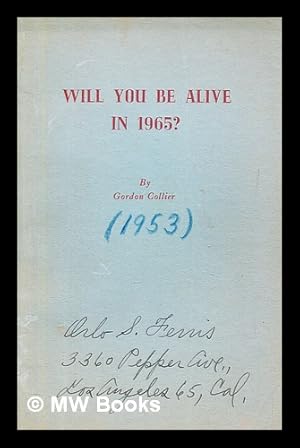 WILL YOU BE ALIVE
IN 1965?
By
Gordon Collier
(1953)
Orlo S. Ferris
3360 Pepper Ave.,
Los Angeles 65, Cal.
© MW Books